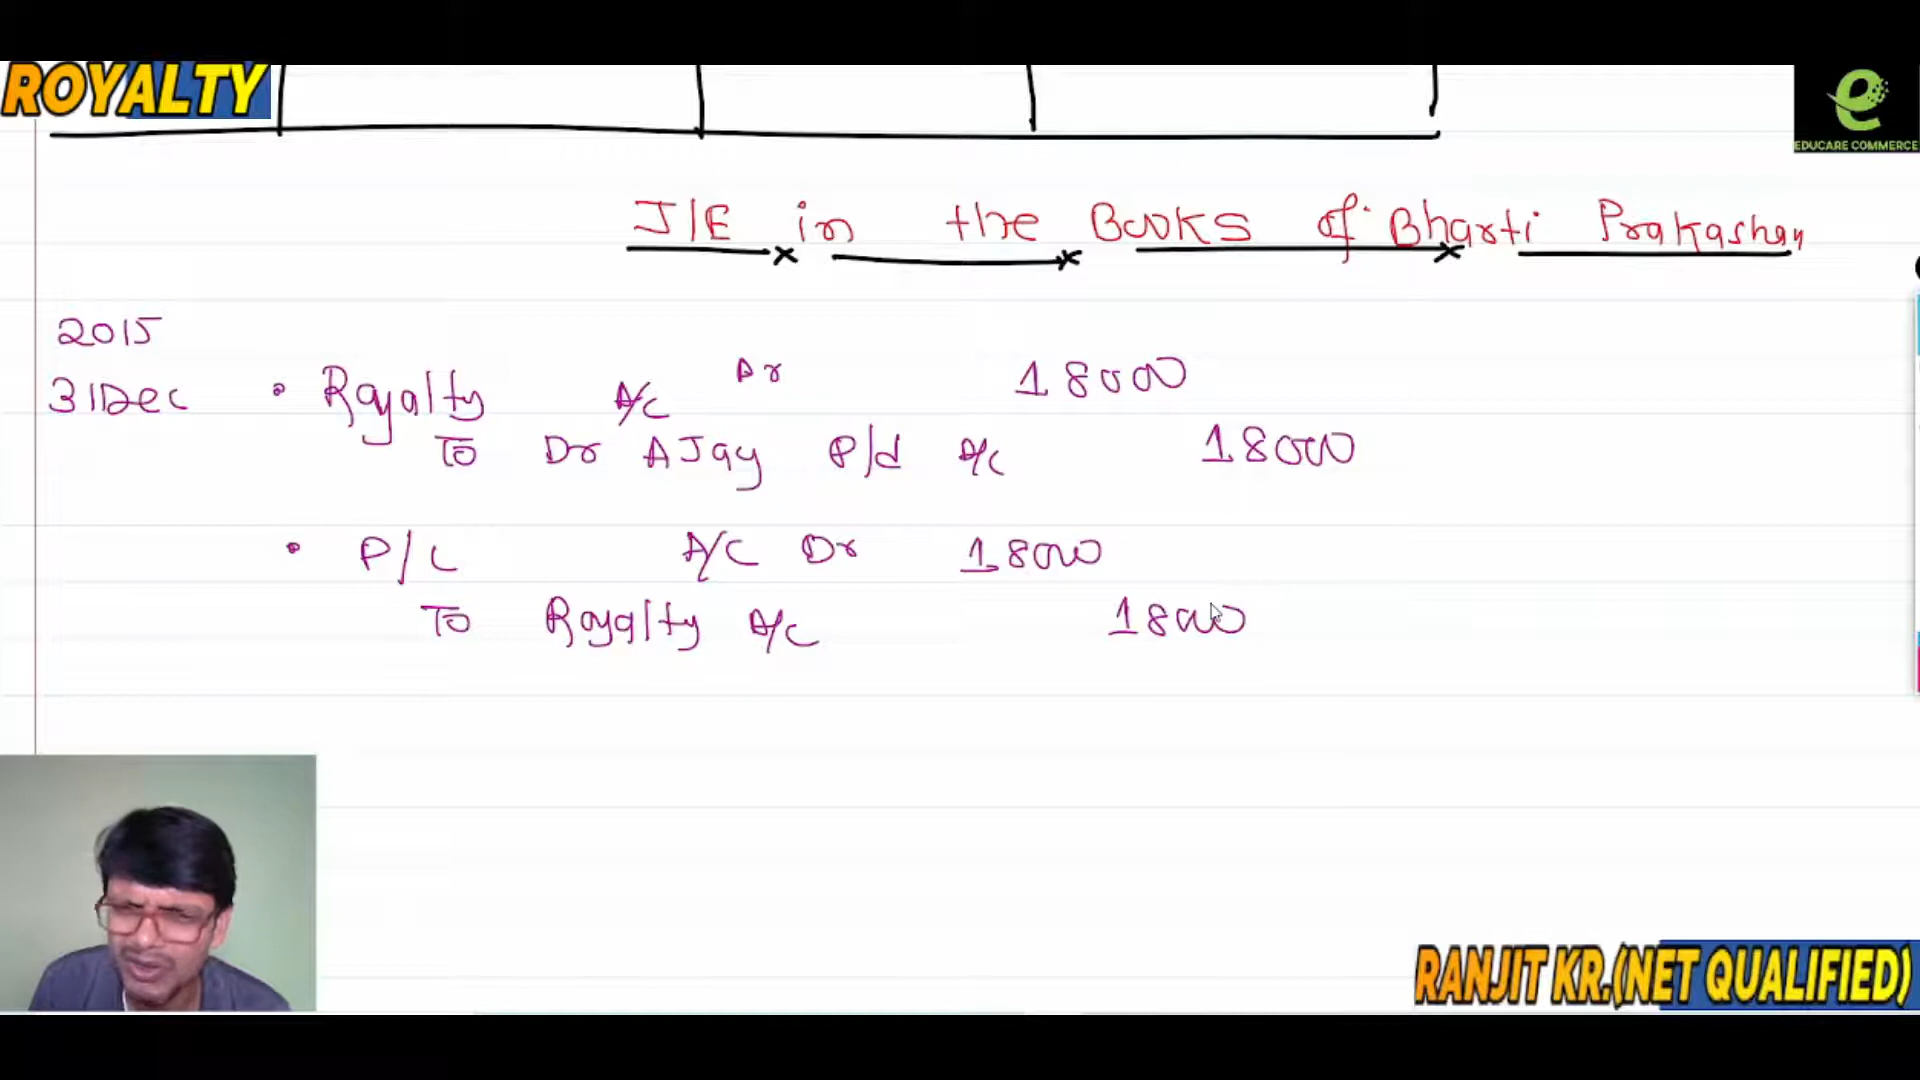 ROYALTY
EDUCARE COMMERCE
J/E in the Books of Bharti Prakashan
2015
31Dec • Royalty A/C Dr 18000
To Dr AJay P/d A/C 18000
• P/L A/C Dr 18000
To Royalty A/C 18000
RANJIT KR.(NET QUALIFIED)